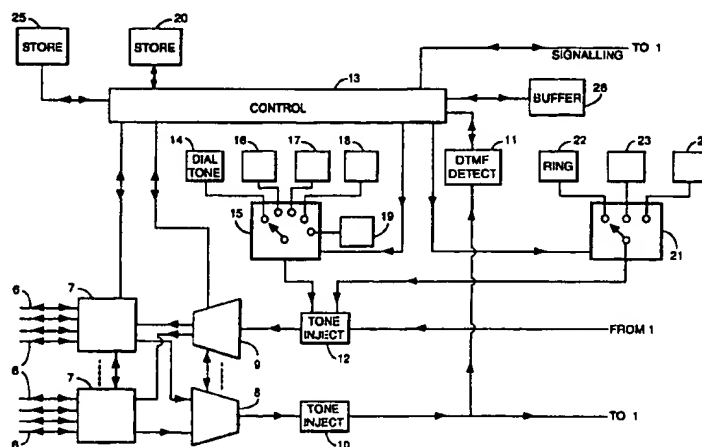 25
STORE
20
STORE
TO 1
SIGNALLING
13
CONTROL
BUFFER
26
14
DIAL
TONE
16
17
18
11
DTMF
DETECT
22
RING
23
2
15
19
21
6
7
TONE
INJECT
12
FROM 1
6
9
6
7
8
TONE
INJECT
10
TO 1
6